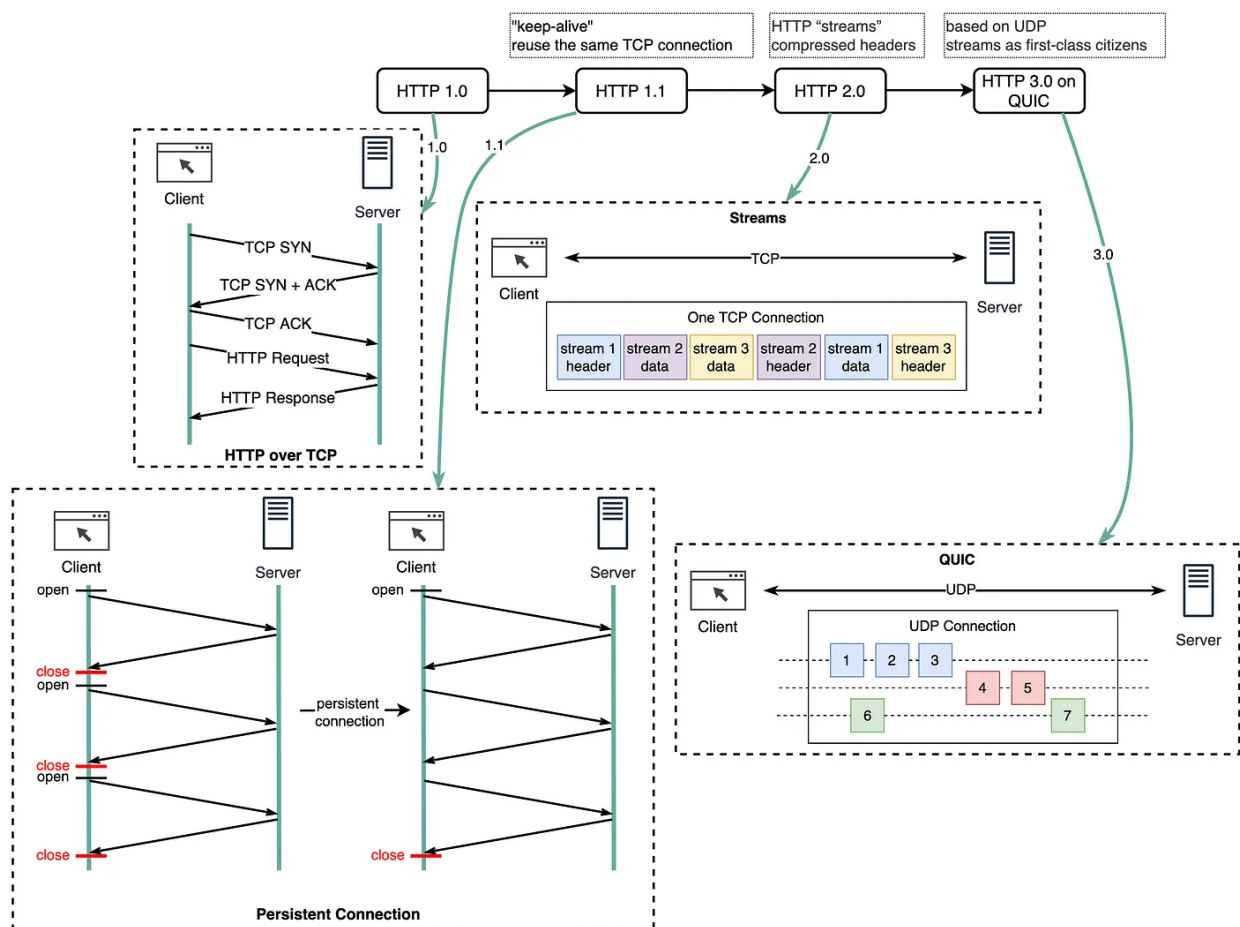 "keep-alive"
reuse the same TCP connection
HTTP “streams”
compressed headers
based on UDP
streams as first-class citizens
HTTP 1.0
HTTP 1.1
HTTP 2.0
HTTP 3.0 on
QUIC
1.0
1.1
2.0
3.0
Client
Server
TCP SYN
TCP SYN + ACK
TCP ACK
HTTP Request
HTTP Response
HTTP over TCP
Streams
TCP
Client
Server
One TCP Connection
stream 1
header
stream 2
data
stream 3
data
stream 2
header
stream 1
data
stream 3
header
Client
Server
open
close
open
close
open
close
persistent
connection
Client
Server
open
close
Persistent Connection
QUIC
UDP
Client
Server
UDP Connection
1
2
3
4
5
6
7